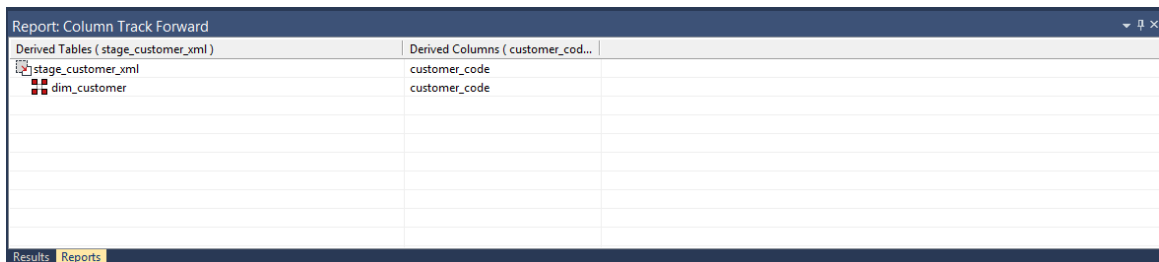 Report: Column Track Forward
Derived Tables ( stage_customer_xml ) Derived Columns ( customer_cod...
stage_customer_xml customer_code
dim_customer customer_code
Results Reports